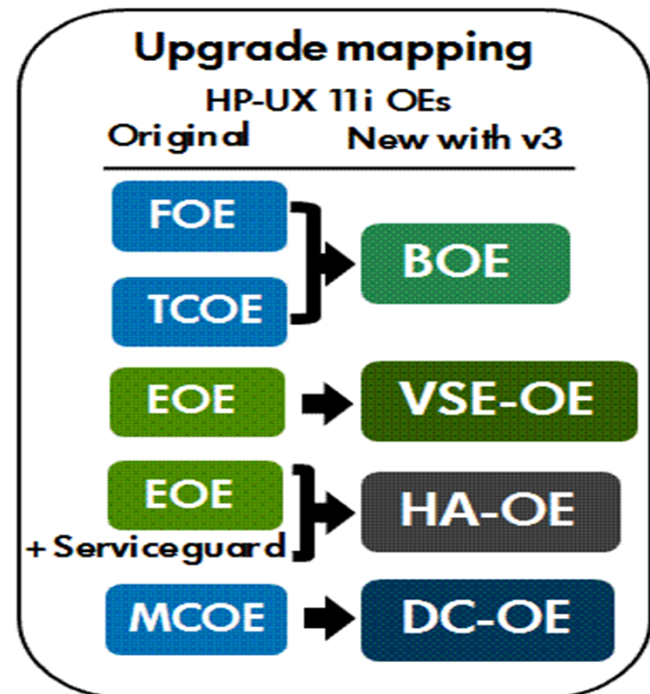 Upgrade mapping
HP-UX 11i OEs
Original New with v3
FOE
TCOE
BOE
EOE
VSE-OE
EOE
+ Serviceguard
HA-OE
MCOE
DC-OE